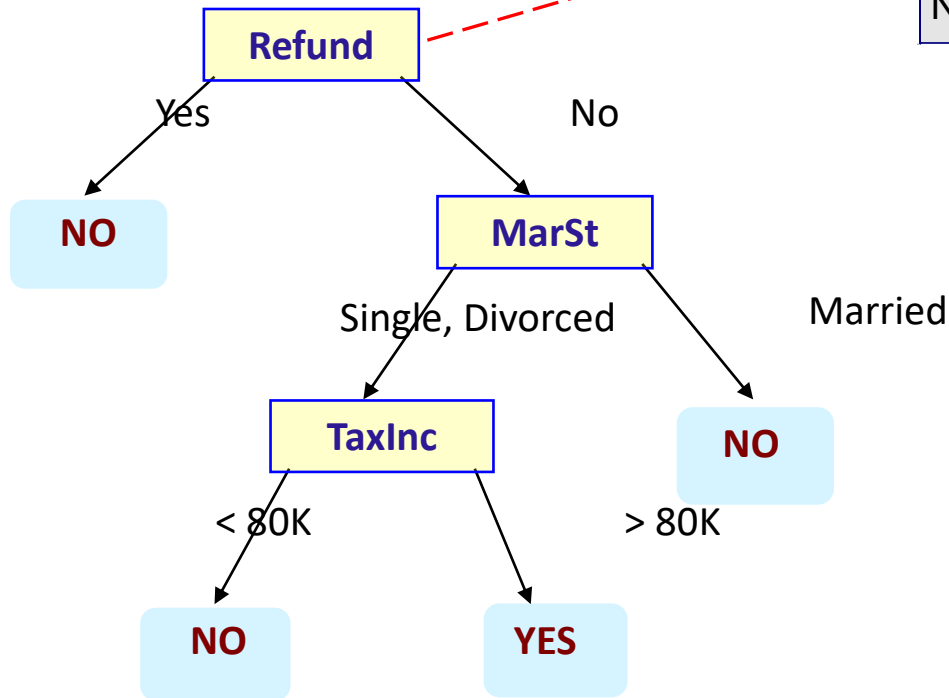 Refund
Yes
No
NO
MarSt
Single, Divorced
Married
TaxInc
NO
< 80K
> 80K
NO
YES